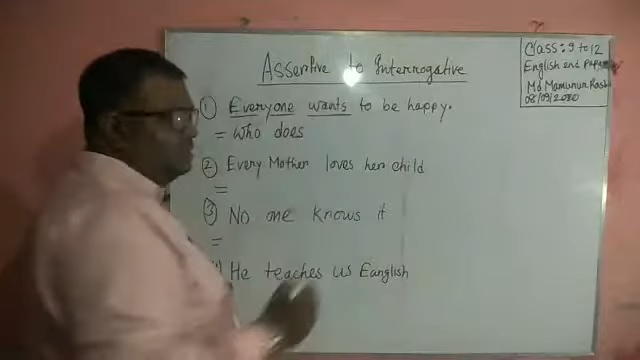 Assertive to Interrogative
Class: 9 to 12
English 2nd Paper
Md Mamunur Rash
08/09/2020
① Everyone wants to be happy.
= Who does
② Every Mother loves her child
=
③ No one knows it
=
He teaches us Eanglish